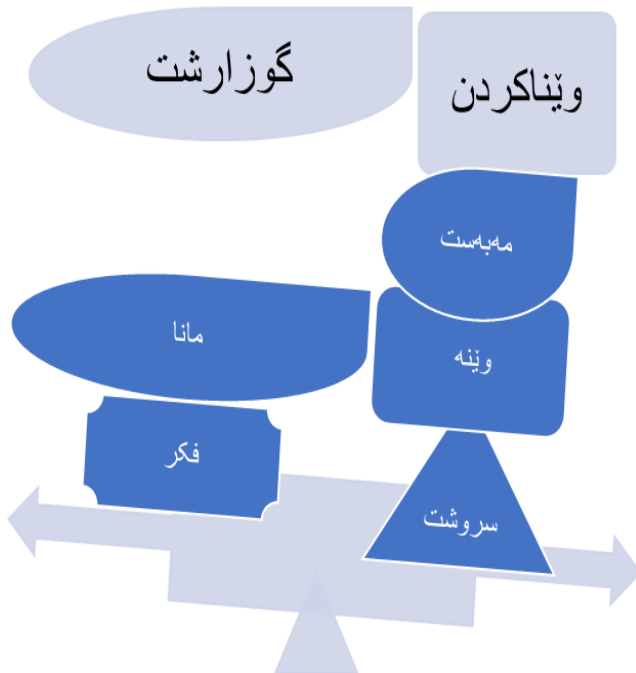 وێناکردن
گوزارشت
مەبەست
وێنە
سروشت
مانا
فکر